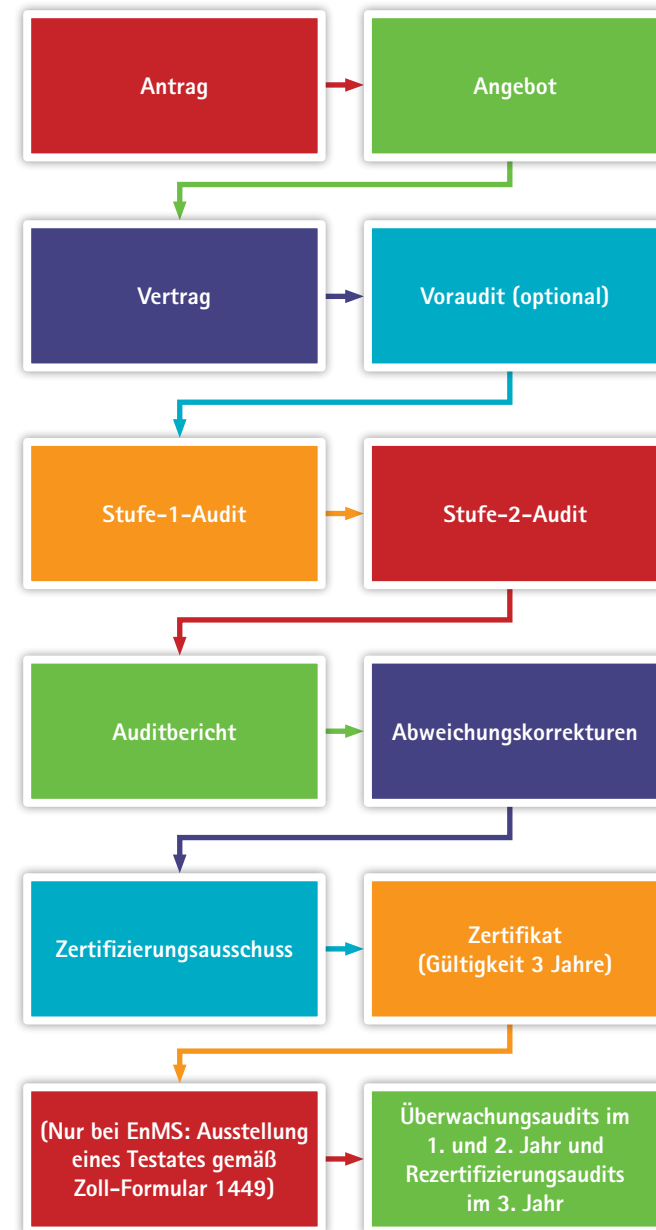 Antrag
Angebot
Vertrag
Voraudit (optional)
Stufe-1-Audit
Stufe-2-Audit
Auditbericht
Abweichungskorrekturen
Zertifizierungsausschuss
Zertifikat
(Gültigkeit 3 Jahre)
(Nur bei EnMS: Ausstellung
eines Testates gemäß
Zoll-Formular 1449)
Überwachungsaudits im
1. und 2. Jahr und
Rezertifizierungsaudits
im 3. Jahr